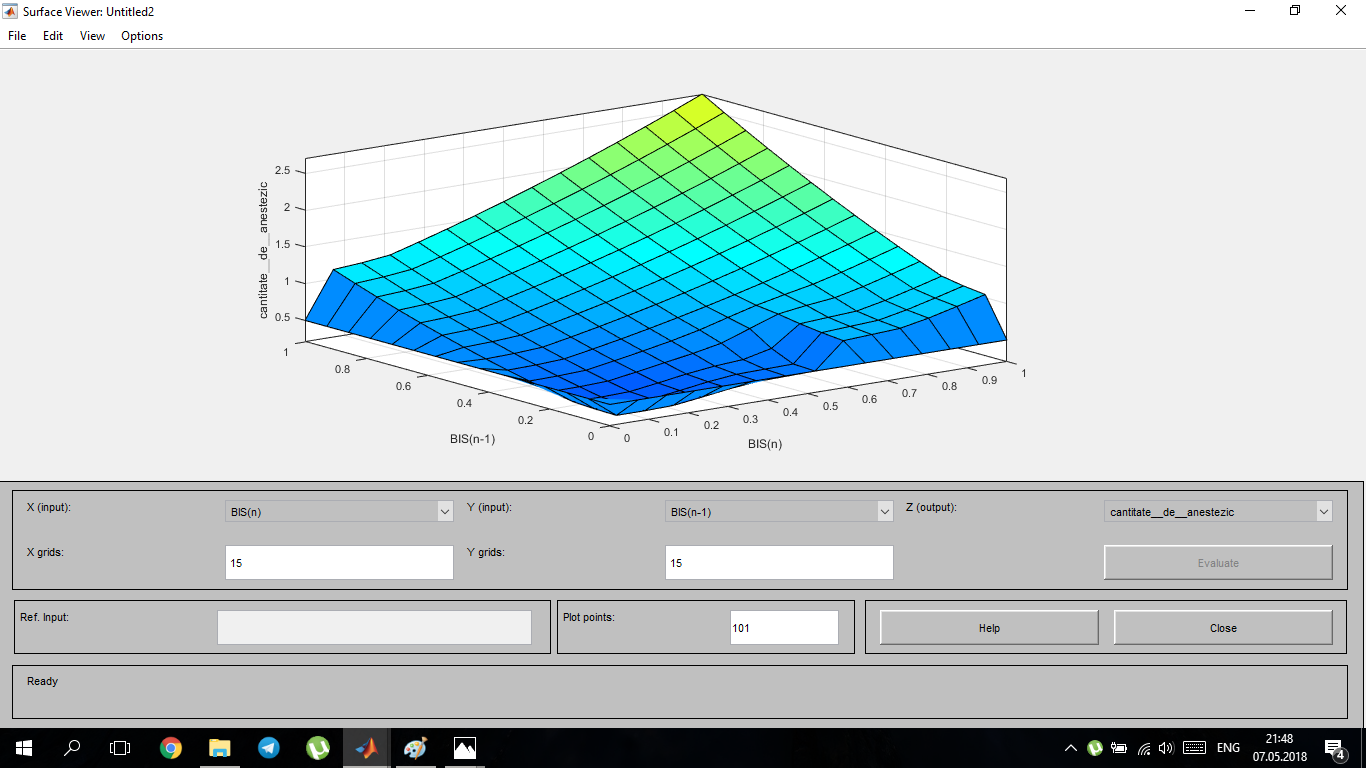 Surface Viewer: Untitled2
File Edit View Options
cantitate__de__anestezic
2.5
2
1.5
1
0.5
1
0.8
0.6
0.4
0.2
0
BIS(n-1)
0
0.1
0.2
0.3
0.4
0.5
0.6
0.7
0.8
0.9
1
BIS(n)
X (input): BIS(n) Y (input): BIS(n-1) Z (output): cantitate__de__anestezic
X grids: 15 Y grids: 15 Evaluate
Ref. Input: Plot points: 101 Help Close
Ready
ENG 21:48
07.05.2018
4